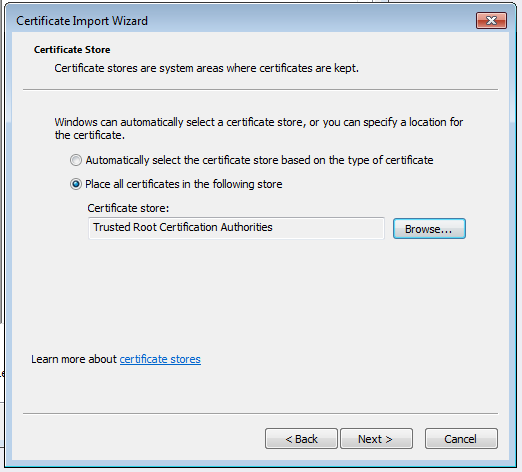 Certificate Import Wizard
Certificate Store
Certificate stores are system areas where certificates are kept.
Windows can automatically select a certificate store, or you can specify a location for
the certificate.
Automatically select the certificate store based on the type of certificate
Place all certificates in the following store
Certificate store:
Trusted Root Certification Authorities
Browse...
Learn more about certificate stores
< Back
Next >
Cancel